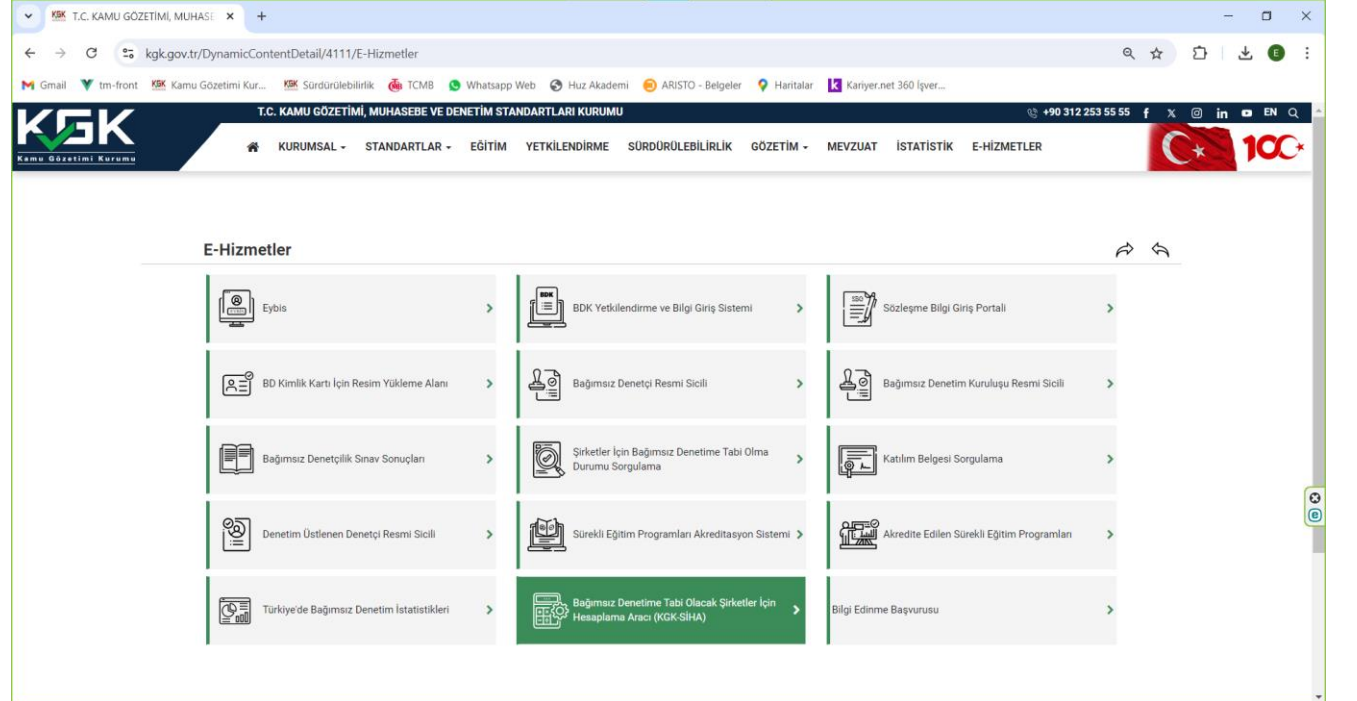 T.C. KAMU GÖZETİMİ, MUHASE
kgk.gov.tr/DynamicContentDetail/4111/E-Hizmetler
E
Gmail tm-front Kamu Gözetimi Kur... Sürdürülebilirlik TCMB Whatsapp Web Huz Akademi ARISTO - Belgeler Haritalar Kariyer.net 360 İşver...
T.C. KAMU GÖZETİMİ, MUHASEBE VE DENETİM STANDARTLARI KURUMU +90 312 253 55 55 f X in EN
KGK
Kamu Gözetimi Kurumu
KURUMSAL STANDARTLAR EĞİTİM YETKİLENDİRME SÜRDÜRÜLEBİLİRLİK GÖZETİM MEVZUAT İSTATİSTİK E-HİZMETLER
100
E-Hizmetler
Eybis
BDK
BDK Yetkilendirme ve Bilgi Giriş Sistemi
ISO
Sözleşme Bilgi Giriş Portali
BD Kimlik Kartı İçin Resim Yükleme Alanı
Bağımsız Denetçi Resmi Sicili
Bağımsız Denetim Kuruluşu Resmi Sicili
Bağımsız Denetçilik Sınav Sonuçları
Şirketler İçin Bağımsız Denetime Tabi Olma
Durumu Sorgulama
Katılım Belgesi Sorgulama
Denetim Üstlenen Denetçi Resmi Sicili
Sürekli Eğitim Programları Akreditasyon Sistemi
Akredite Edilen Sürekli Eğitim Programları
Türkiye'de Bağımsız Denetim İstatistikleri
Bağımsız Denetime Tabi Olacak Şirketler İçin
Hesaplama Aracı (KGK-SİHA)
Bilgi Edinme Başvurusu